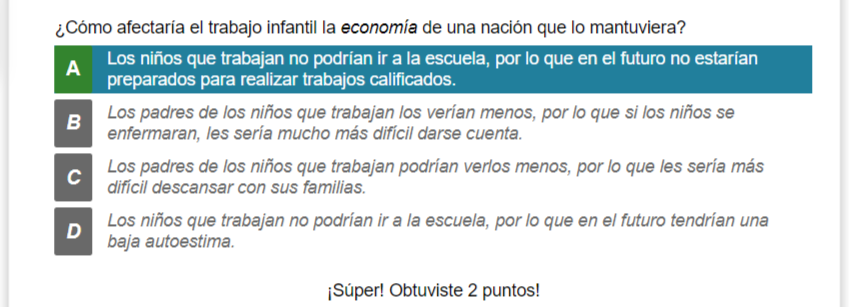 ¿Cómo afectaría el trabajo infantil la economía de una nación que lo mantuviera?
A
Los niños que trabajan no podrían ir a la escuela, por lo que en el futuro no estarían
preparados para realizar trabajos calificados.
B
Los padres de los niños que trabajan los verían menos, por lo que si los niños se
enfermaran, les sería mucho más difícil darse cuenta.
C
Los padres de los niños que trabajan podrían verlos menos, por lo que les sería más
difícil descansar con sus familias.
D
Los niños que trabajan no podrían ir a la escuela, por lo que en el futuro tendrían una
baja autoestima.
¡Súper! Obtuviste 2 puntos!